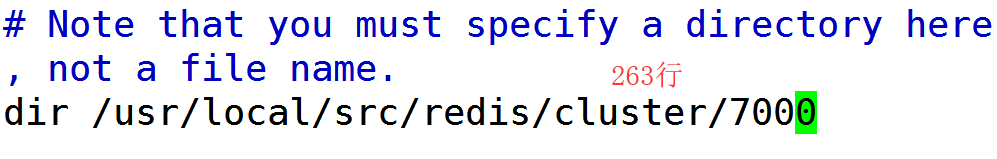 # Note that you must specify a directory here
, not a file name.
263行
dir /usr/local/src/redis/cluster/7000